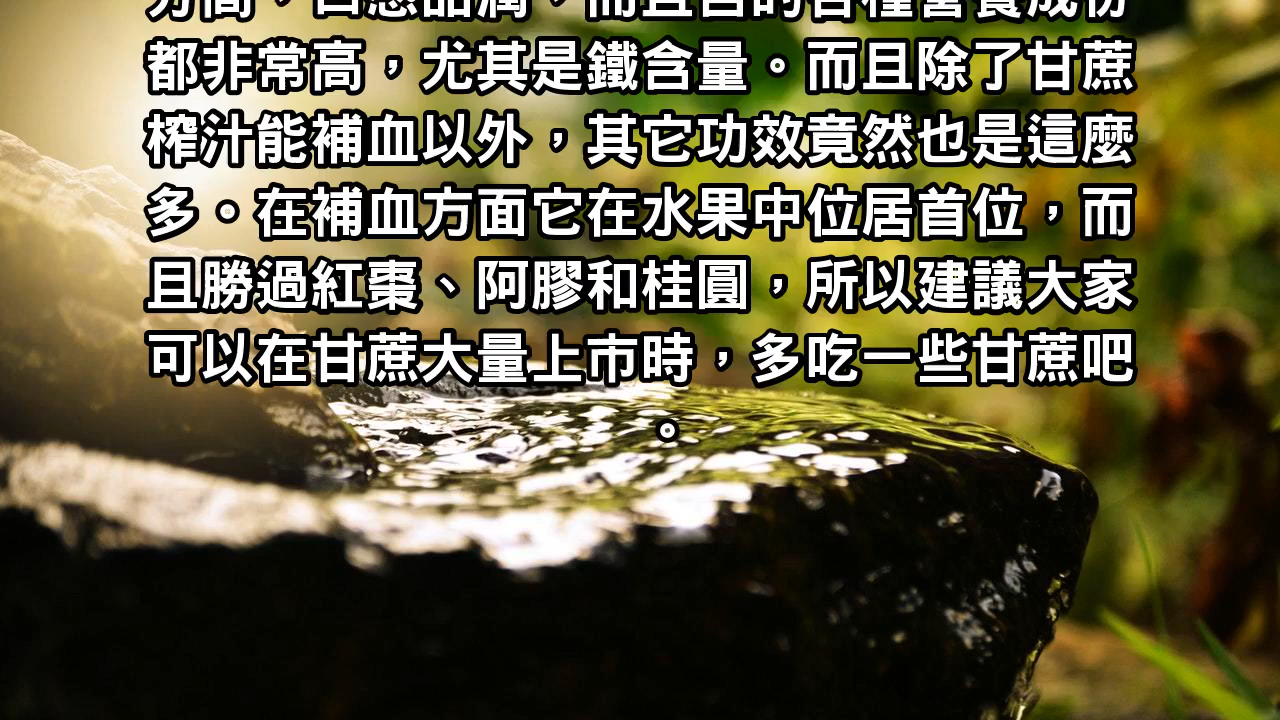 都非常高，尤其是鐵含量。而且除了甘蔗
榨汁能補血以外，其它功效竟然也是這麼
多。在補血方面它在水果中位居首位，而
且勝過紅棗、阿膠和桂圓，所以建議大家
可以在甘蔗大量上市時，多吃一些甘蔗吧
。